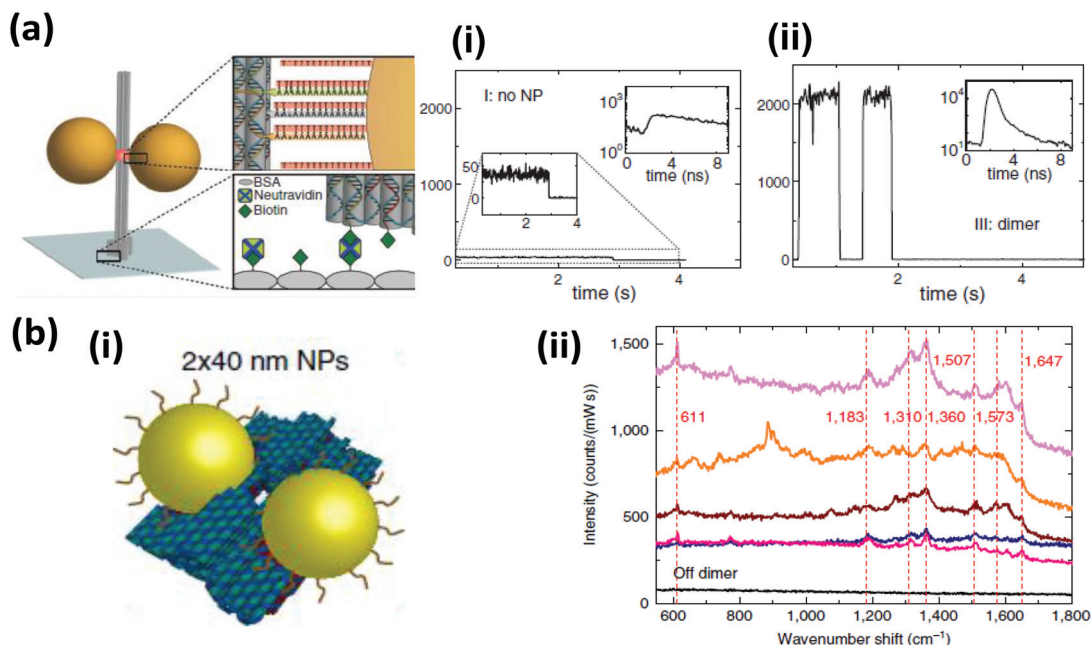 (a)
BSA
Neutravidin
Biotin
(i)
I: no NP
2000
1000
0
50
0
2
4
10³
10⁰
0
4
8
time (ns)
2
4
time (s)
(ii)
2000
1500
1000
500
0
10⁴
10¹
0
4
8
time (ns)
III: dimer
2
4
time (s)
(b)
(i)
2x40 nm NPs
(ii)
Intensity (counts/(mW s))
1,500
1,000
500
0
611
1,183
1,310
1,360
1,507
1,573
1,647
Off dimer
600
800
1,000
1,200
1,400
1,600
1,800
Wavenumber shift (cm⁻¹)